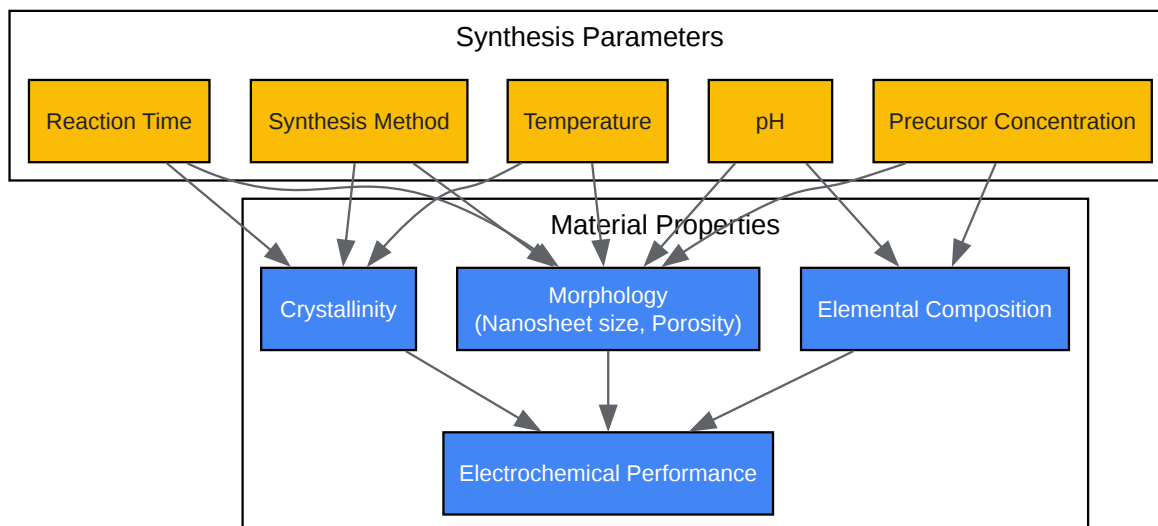 Synthesis Parameters
Reaction Time
Synthesis Method
Temperature
pH
Precursor Concentration
Material Properties
Crystallinity
Morphology
(Nanosheet size, Porosity)
Elemental Composition
Electrochemical Performance